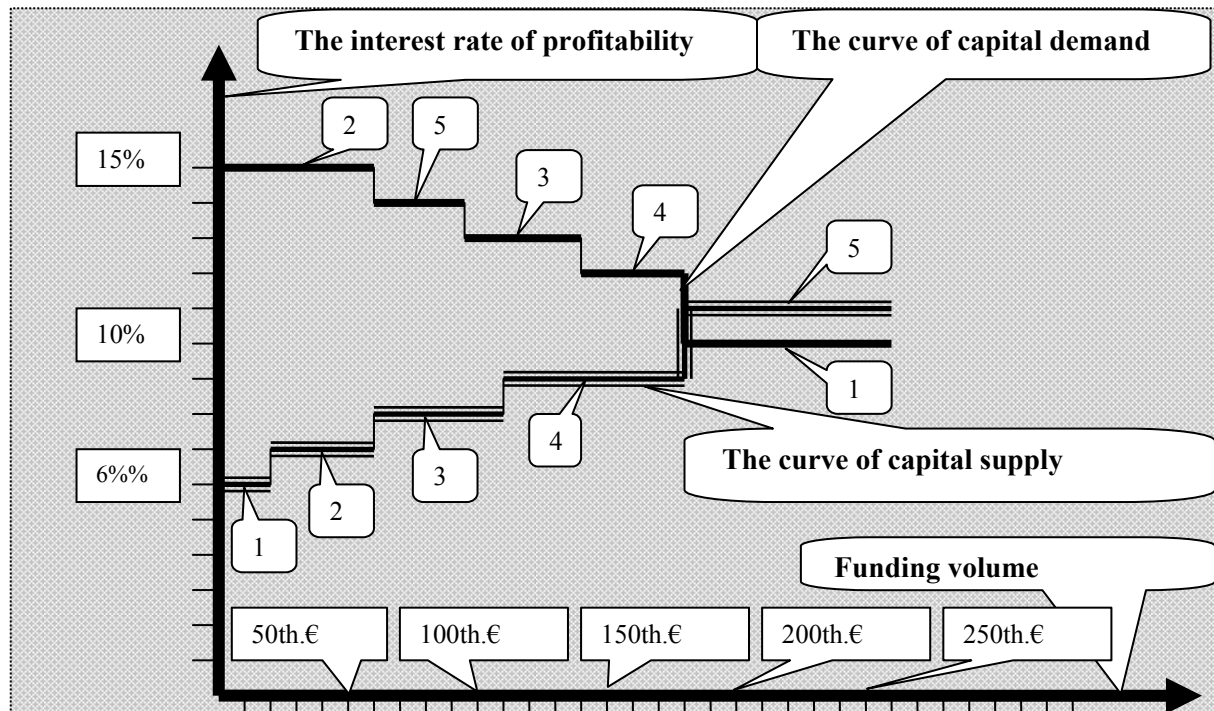 The interest rate of profitability
The curve of capital demand
2
5
3
4
15%
5
10%
1
4
3
The curve of capital supply
6%%
2
1
Funding volume
50th.€
100th.€
150th.€
200th.€
250th.€